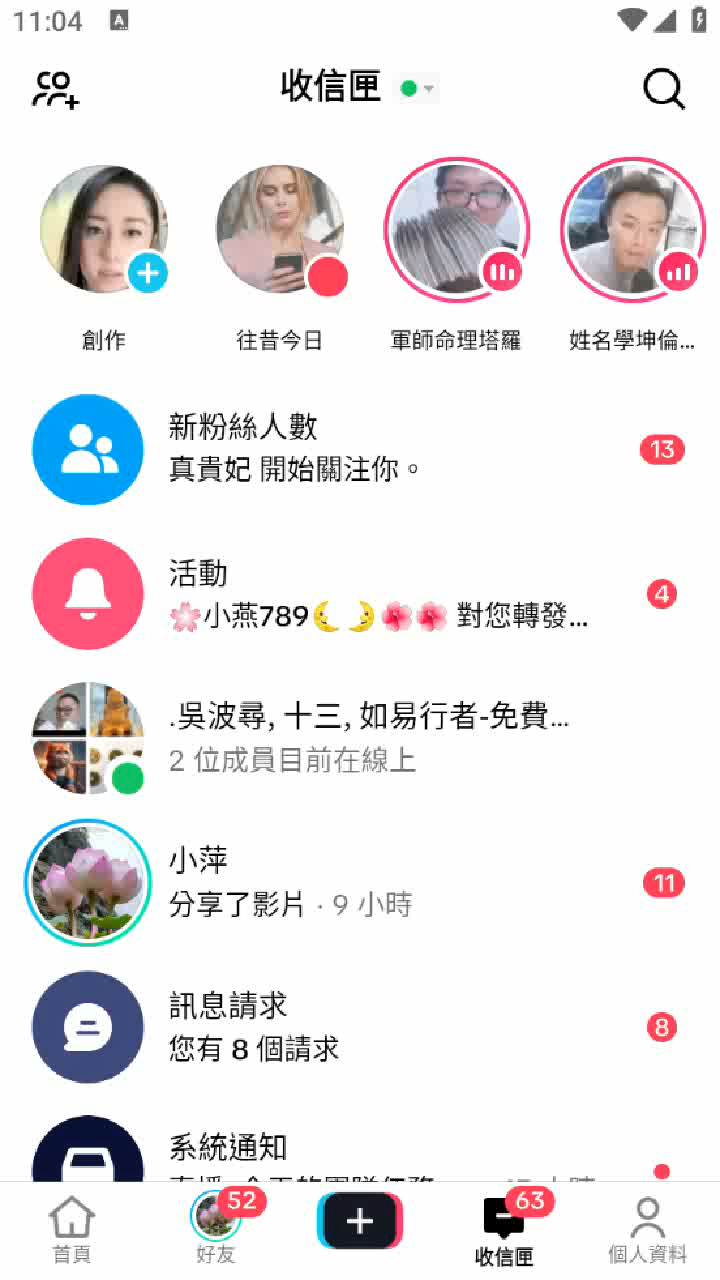 11:04
A
收信匣
創作
往昔今日
軍師命理塔羅
姓名學坤倫...
新粉絲人數
真貴妃 開始關注你。
13
活動
🌸小燕789🌜🌛🌺🌺 對您轉發...
4
.吳波尋, 十三, 如易行者-免費...
2 位成員目前在線上
小萍
分享了影片 · 9 小時
11
訊息請求
您有 8 個請求
8
系統通知
首頁
52
好友
63
收信匣
個人資料